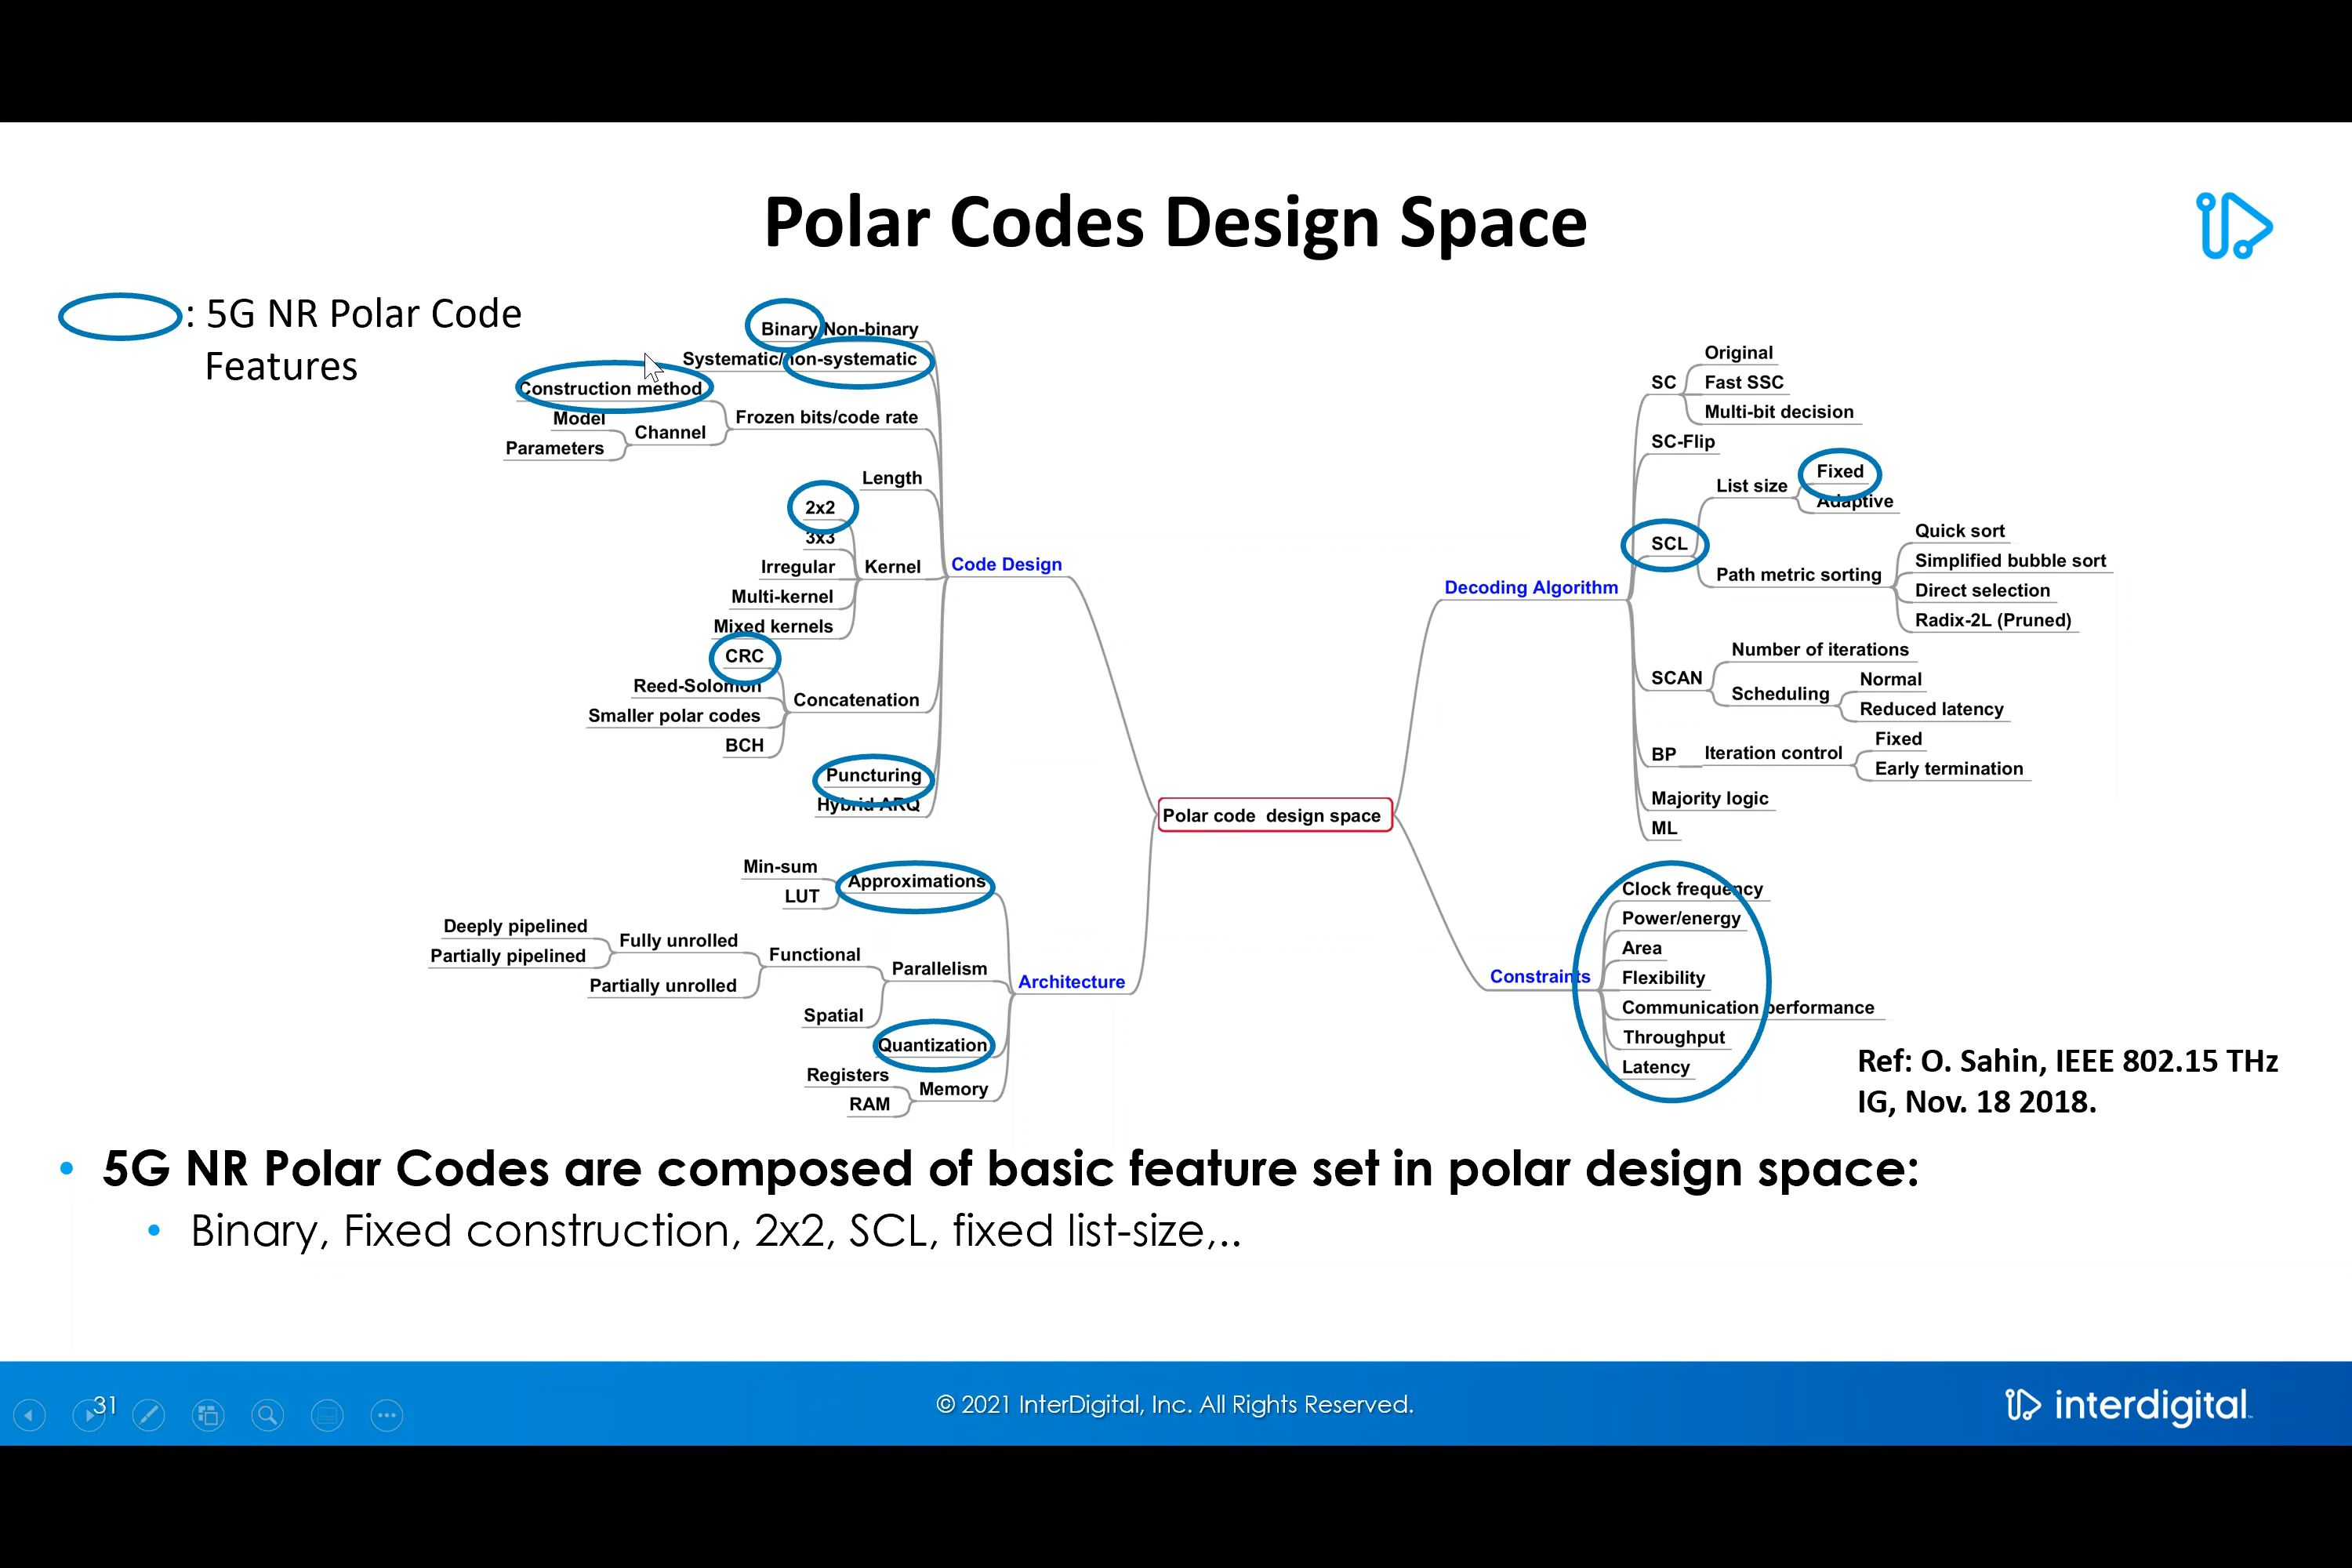 Polar Codes Design Space
: 5G NR Polar Code
Features
Binary/Non-binary
Systematic/non-systematic
Construction method
Model
Parameters
Channel
Frozen bits/code rate
Length
2x2
3x3
Irregular
Multi-kernel
Mixed kernels
Kernel
Code Design
CRC
Reed-Solomon
Smaller polar codes
BCH
Concatenation
Puncturing
Hybrid ARQ
Min-sum
LUT
Approximations
Deeply pipelined
Partially pipelined
Fully unrolled
Partially unrolled
Functional
Spatial
Parallelism
Architecture
Quantization
Registers
RAM
Memory
Polar code design space
Decoding Algorithm
SC
Original
Fast SSC
Multi-bit decision
SC-Flip
SCL
List size
Fixed
Adaptive
Path metric sorting
Quick sort
Simplified bubble sort
Direct selection
Radix-2L (Pruned)
SCAN
Number of iterations
Scheduling
Normal
Reduced latency
BP
Iteration control
Fixed
Early termination
Majority logic
ML
Constraints
Clock frequency
Power/energy
Area
Flexibility
Communication performance
Throughput
Latency
Ref: O. Sahin, IEEE 802.15 THz
IG, Nov. 18 2018.
• 5G NR Polar Codes are composed of basic feature set in polar design space:
• Binary, Fixed construction, 2x2, SCL, fixed list-size,..
31
© 2021 InterDigital, Inc. All Rights Reserved.
interdigital